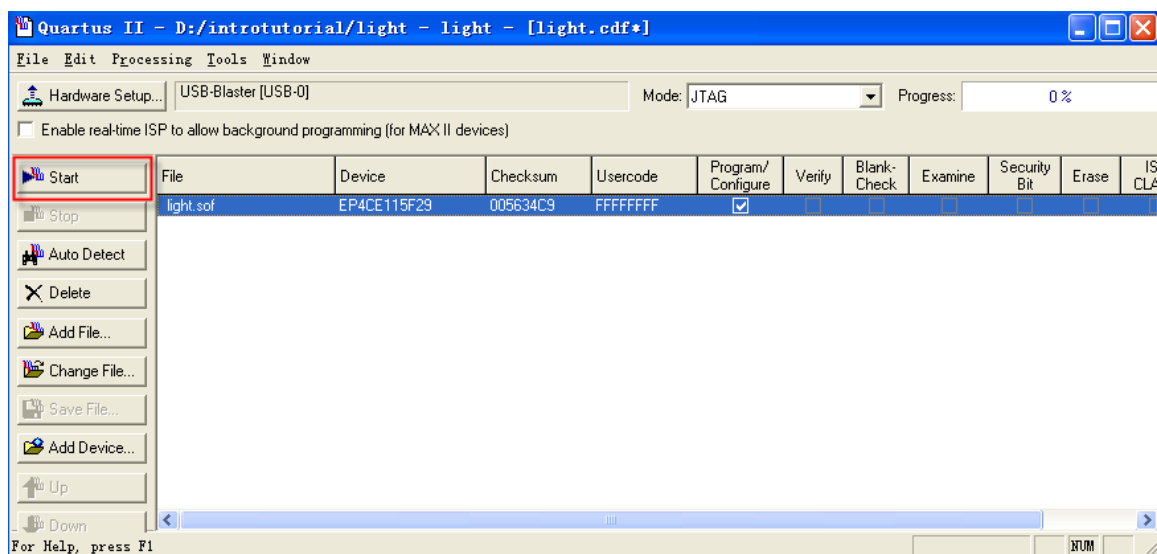 Quartus II - D:/introtutorial/light - light - [light.cdf*]
File Edit Processing Tools Window
Hardware Setup... USB-Blaster [USB-0] Mode: JTAG Progress: 0 %
Enable real-time ISP to allow background programming (for MAX II devices)
Start File Device Checksum Usercode Program/ Configure Verify Blank- Check Examine Security Bit Erase IS CLA
light.sof EP4CE115F29 005634C9 FFFFFFFF
Stop
Auto Detect
Delete
Add File...
Change File...
Save File...
Add Device...
Up
Down
For Help, press F1 NUM